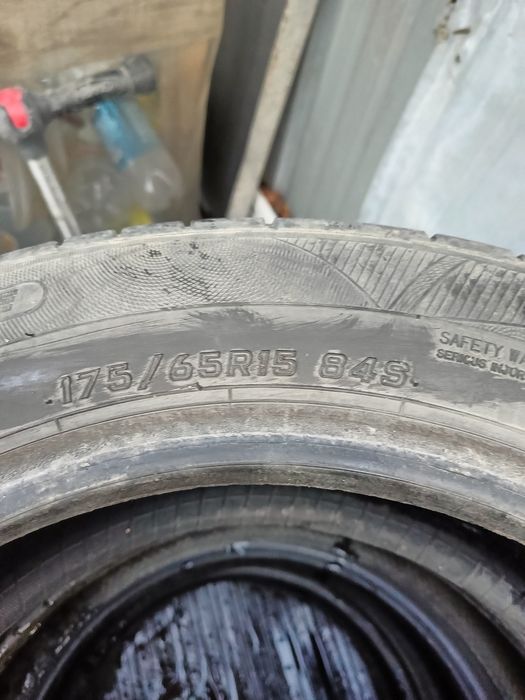 175/65R15 84S
SAFETY WA
SERIOUS INJUR